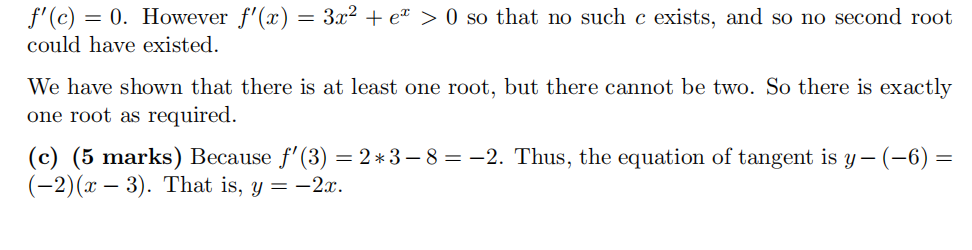 f′(c) = 0. However f′(x) = 3x² + eˣ > 0 so that no such c exists, and so no second root
could have existed.
We have shown that there is at least one root, but there cannot be two. So there is exactly
one root as required.
(c) (5 marks) Because f′(3) = 2 * 3 − 8 = −2. Thus, the equation of tangent is y − (−6) =
(−2)(x − 3). That is, y = −2x.